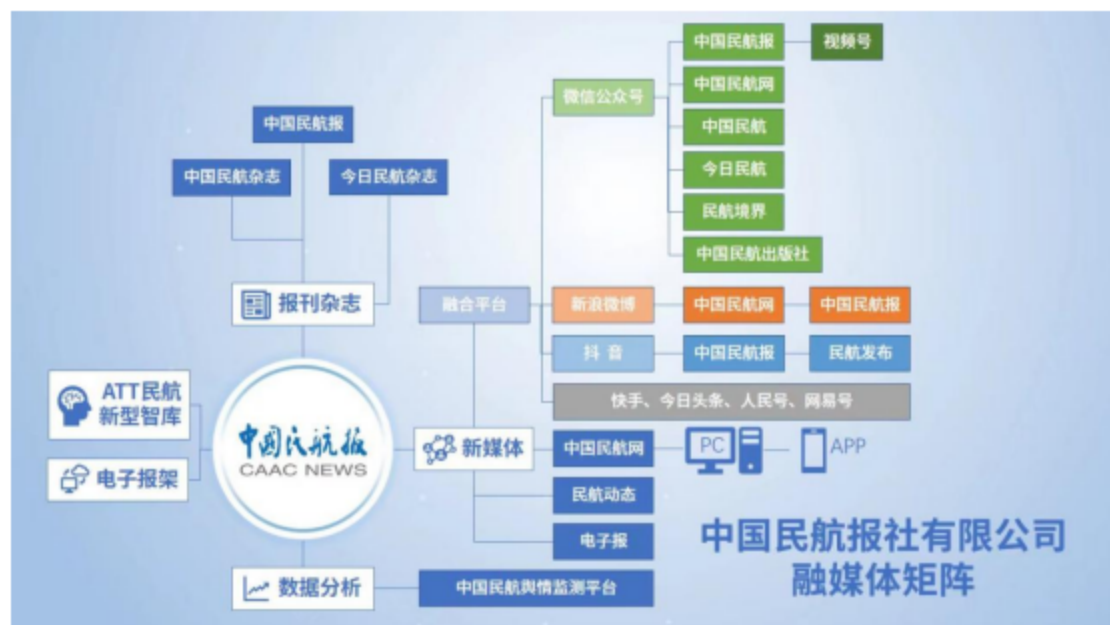 中国民航报
视频号
微信公众号
中国民航网
中国民航
今日民航
民航境界
中国民航出版社
中国民航报
中国民航杂志
今日民航杂志
报刊杂志
融合平台
新浪微博
中国民航网
中国民航报
抖音
中国民航报
民航发布
快手、今日头条、人民号、网易号
ATT民航
新型智库
电子报架
中国民航报
CAAC NEWS
新媒体
中国民航网
PC
APP
民航动态
电子报
数据分析
中国民航舆情监测平台
中国民航报社有限公司
融媒体矩阵